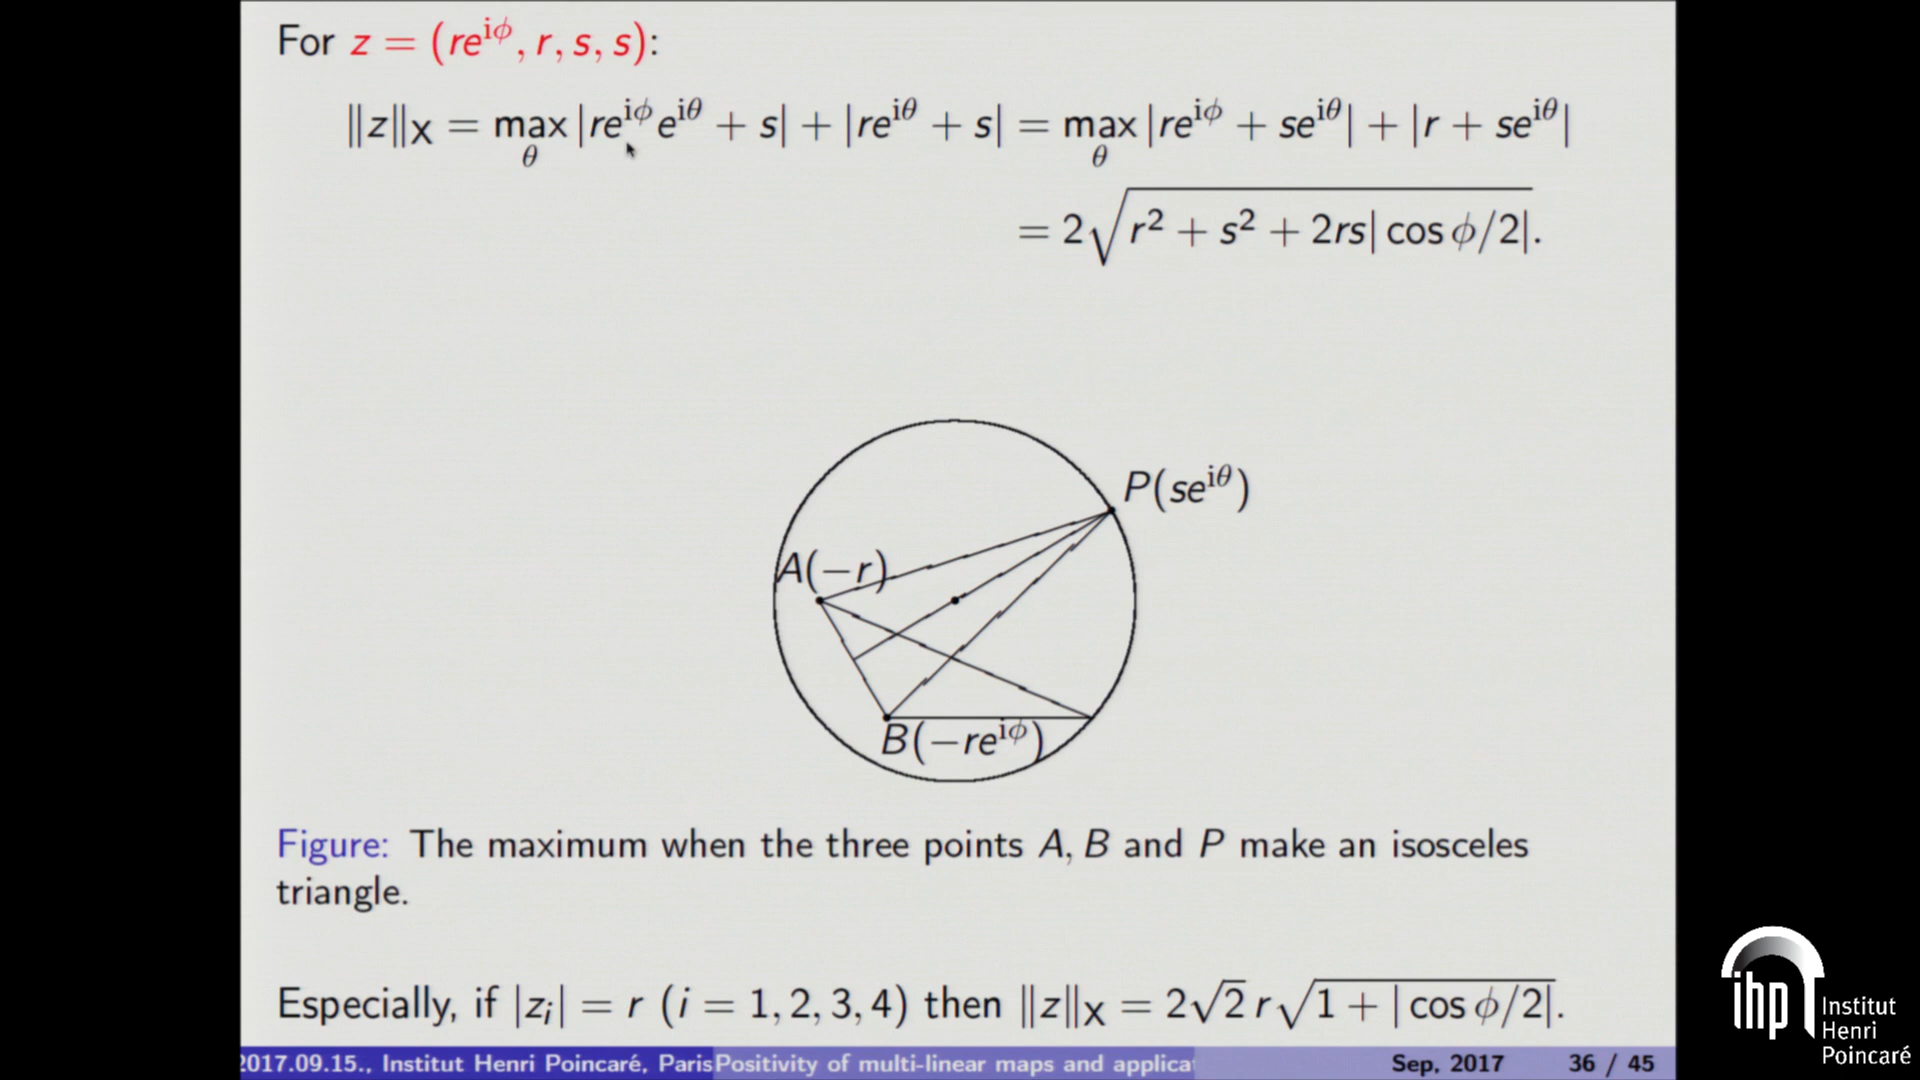 For z = (re^{iϕ}, r, s, s):
‖z‖_X = max_θ |re^{iϕ}e^{iθ} + s| + |re^{iθ} + s| = max_θ |re^{iϕ} + se^{iθ}| + |r + se^{iθ}|
= 2√(r² + s² + 2rs| cos ϕ/2|).
P(se^{iθ})
A(−r)
B(−re^{iϕ})
Figure: The maximum when the three points A, B and P make an isosceles
triangle.
Especially, if |z_i| = r (i = 1, 2, 3, 4) then ‖z‖_X = 2√2 r√(1 + | cos ϕ/2|).
2017.09.15., Institut Henri Poincaré, Paris Positivity of multi-linear maps and applicat Sep, 2017 36 / 45
ihp Institut
Henri
Poincaré